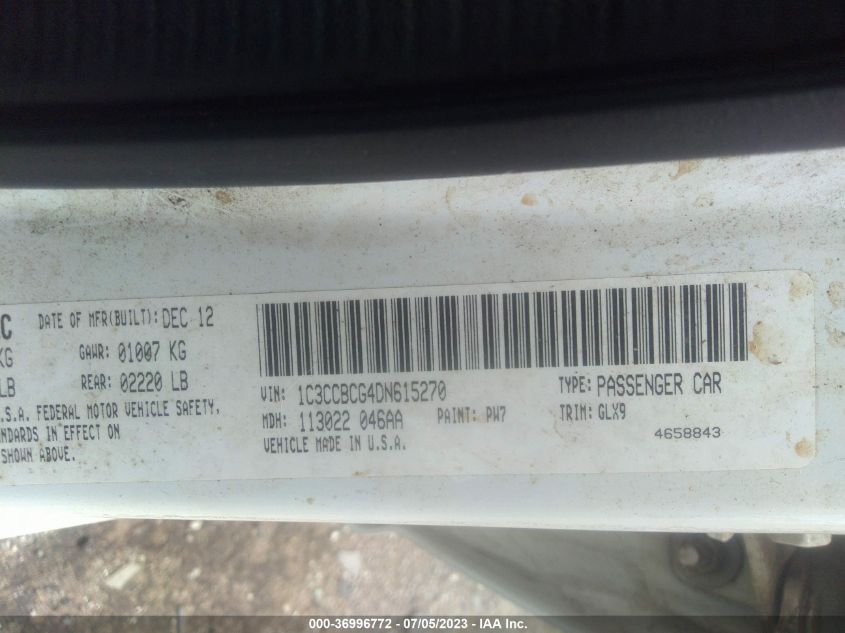 C DATE OF MFR(BUILT): DEC 12
KG GAWR: 01007 KG
LB REAR: 02220 LB
.S.A. FEDERAL MOTOR VEHICLE SAFETY,
NDARDS IN EFFECT ON
SHOWN ABOVE.
VIN: 1C3CCBCG4DN615270 TYPE: PASSENGER CAR
MDH: 113022 046AA PAINT: PW7 TRIM: GLX9
VEHICLE MADE IN U.S.A. 4658843
000-36996772 / 07/05/2023 - IAA Inc.